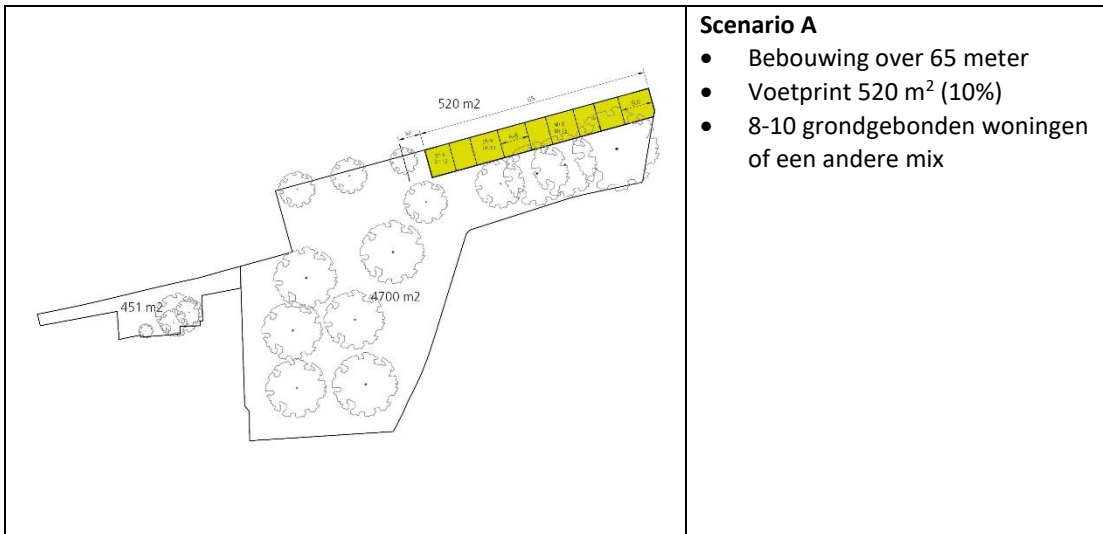 Scenario A
• Bebouwing over 65 meter
• Voetprint 520 m² (10%)
• 8-10 grondgebonden woningen
of een andere mix
520 m2
65
451 m2
4700 m2